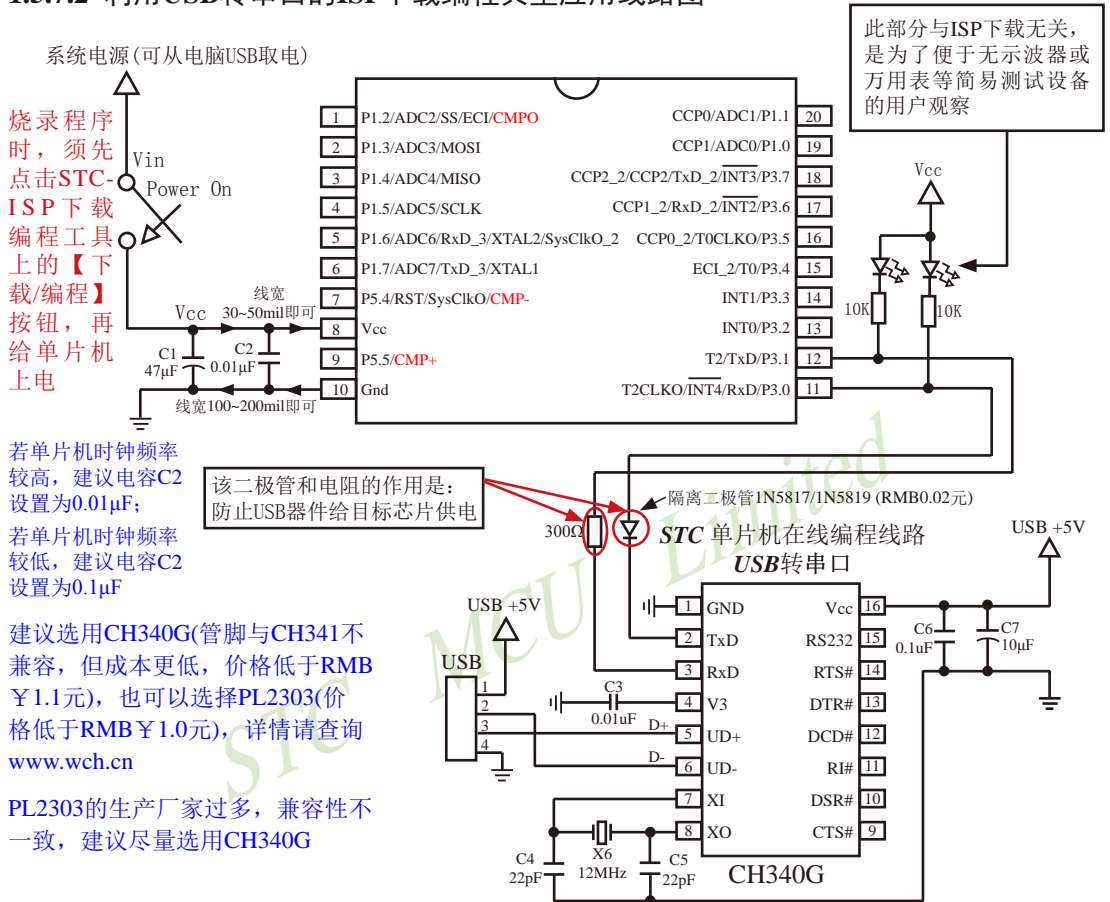 1.5.7.2 利用USB转串口的ISP下载编程典型应用线路图
此部分与ISP下载无关，
是为了便于无示波器或
万用表等简易测试设备
的用户观察
系统电源(可从电脑USB取电)
烧录程序
时，须先
点击STC-
ISP下载
编程工具
上的【下
载/编程】
按钮，再
给单片机
上电
Vin
Power On
Vcc
线宽
30~50mil即可
C1
47μF
C2
0.01μF
线宽100~200mil即可
1 P1.2/ADC2/SS/ECI/CMPO
2 P1.3/ADC3/MOSI
3 P1.4/ADC4/MISO
4 P1.5/ADC5/SCLK
5 P1.6/ADC6/RxD_3/XTAL2/SysClkO_2
6 P1.7/ADC7/TxD_3/XTAL1
7 P5.4/RST/SysClkO/CMP-
8 Vcc
9 P5.5/CMP+
10 Gnd
CCP0/ADC1/P1.1 20
CCP1/ADC0/P1.0 19
CCP2_2/CCP2/TxD_2/INT3/P3.7 18
CCP1_2/RxD_2/INT2/P3.6 17
CCP0_2/T0CLKO/P3.5 16
ECI_2/T0/P3.4 15
INT1/P3.3 14
INT0/P3.2 13
T2/TxD/P3.1 12
T2CLKO/INT4/RxD/P3.0 11
Vcc
10K
10K
若单片机时钟频率
较高，建议电容C2
设置为0.01μF；
若单片机时钟频率
较低，建议电容C2
设置为0.1μF
该二极管和电阻的作用是：
防止USB器件给目标芯片供电
300Ω
隔离二极管1N5817/1N5819 (RMB0.02元)
STC 单片机在线编程线路
USB转串口
USB +5V
建议选用CH340G(管脚与CH341不
兼容，但成本更低，价格低于RMB
￥1.1元)，也可以选择PL2303(价
格低于RMB￥1.0元)，详情请查询
www.wch.cn
PL2303的生产厂家过多，兼容性不
一致，建议尽量选用CH340G
USB +5V
USB
1
2
3
4
D+
D-
C3
0.01uF
1 GND
2 TxD
3 RxD
4 V3
5 UD+
6 UD-
7 XI
8 XO
Vcc 16
RS232 15
RTS# 14
DTR# 13
DCD# 12
RI# 11
DSR# 10
CTS# 9
CH340G
C6
0.1uF
C7
10μF
C4
22pF
X6
12MHz
C5
22pF
STC MCU Limited